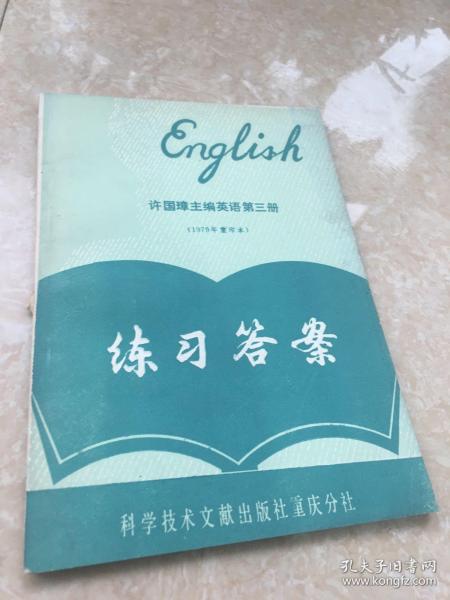 English
许国璋主编英语第三册
(1979年重印本)
练习答案
科学技术文献出版社重庆分社
孔夫子旧书网
www.kongfz.com